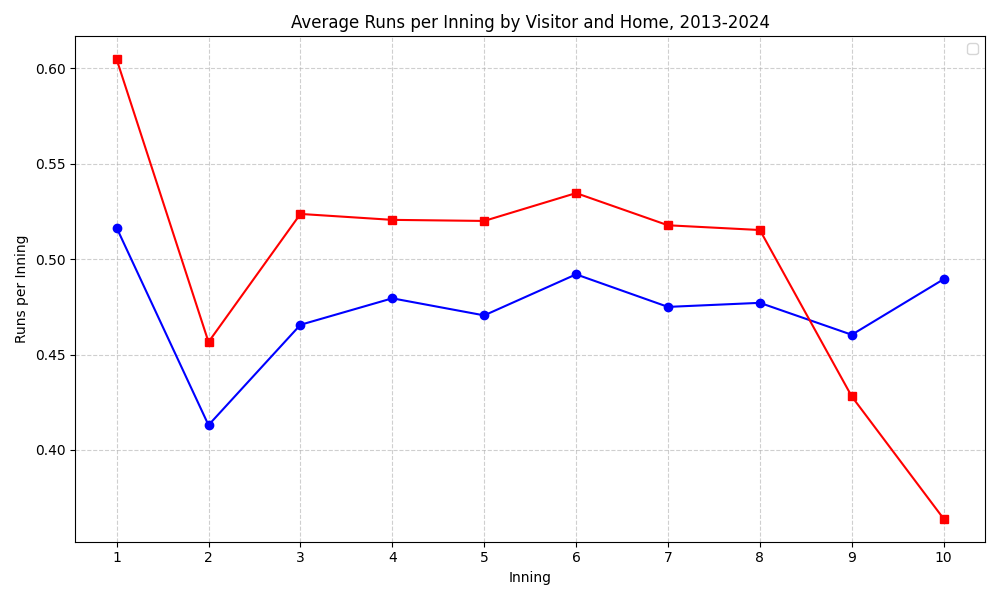 Average Runs per Inning by Visitor and Home, 2013-2024
Runs per Inning
0.60
0.55
0.50
0.45
0.40
1 2 3 4 5 6 7 8 9 10
Inning